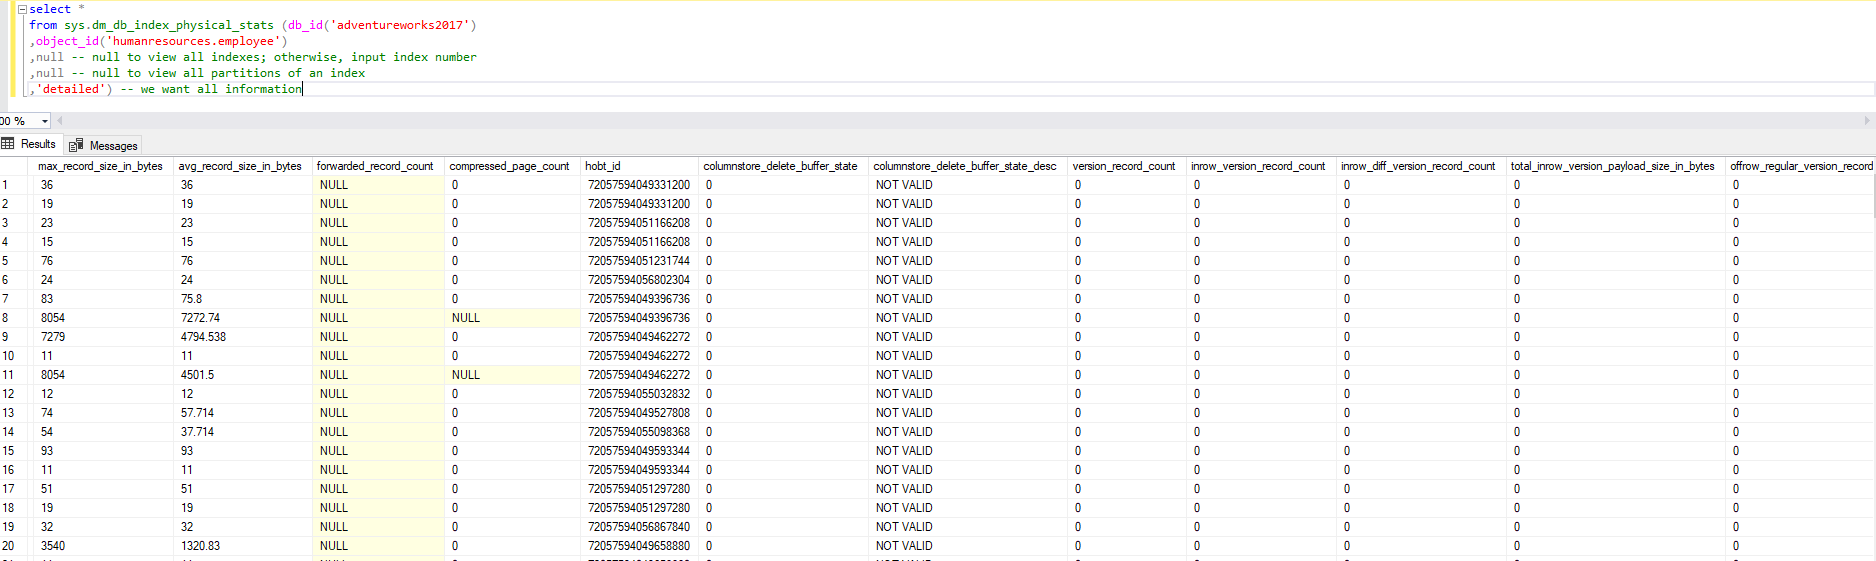 select *
from sys.dm_db_index_physical_stats (db_id('adventureworks2017')
,object_id('humanresources.employee')
,null -- null to view all indexes; otherwise, input index number
,null -- null to view all partitions of an index
,'detailed') -- we want all information
00 %
Results Messages
max_record_size_in_bytes avg_record_size_in_bytes forwarded_record_count compressed_page_count hobt_id columnstore_delete_buffer_state columnstore_delete_buffer_state_desc version_record_count inrow_version_record_count inrow_diff_version_record_count total_inrow_version_payload_size_in_bytes offrow_regular_version_record
1 36 36 NULL 0 72057594049331200 0 NOT VALID 0 0 0 0 0
2 19 19 NULL 0 72057594049331200 0 NOT VALID 0 0 0 0 0
3 23 23 NULL 0 72057594051166208 0 NOT VALID 0 0 0 0 0
4 15 15 NULL 0 72057594051166208 0 NOT VALID 0 0 0 0 0
5 76 76 NULL 0 72057594051231744 0 NOT VALID 0 0 0 0 0
6 24 24 NULL 0 72057594056802304 0 NOT VALID 0 0 0 0 0
7 83 75.8 NULL 0 72057594049396736 0 NOT VALID 0 0 0 0 0
8 8054 7272.74 NULL NULL 72057594049396736 0 NOT VALID 0 0 0 0 0
9 7279 4794.538 NULL 0 72057594049462272 0 NOT VALID 0 0 0 0 0
10 11 11 NULL 0 72057594049462272 0 NOT VALID 0 0 0 0 0
11 8054 4501.5 NULL NULL 72057594049462272 0 NOT VALID 0 0 0 0 0
12 12 12 NULL 0 72057594055032832 0 NOT VALID 0 0 0 0 0
13 74 57.714 NULL 0 72057594049527808 0 NOT VALID 0 0 0 0 0
14 54 37.714 NULL 0 72057594055098368 0 NOT VALID 0 0 0 0 0
15 93 93 NULL 0 72057594049593344 0 NOT VALID 0 0 0 0 0
16 11 11 NULL 0 72057594049593344 0 NOT VALID 0 0 0 0 0
17 51 51 NULL 0 72057594051297280 0 NOT VALID 0 0 0 0 0
18 19 19 NULL 0 72057594051297280 0 NOT VALID 0 0 0 0 0
19 32 32 NULL 0 72057594056867840 0 NOT VALID 0 0 0 0 0
20 3540 1320.83 NULL 0 72057594049658880 0 NOT VALID 0 0 0 0 0